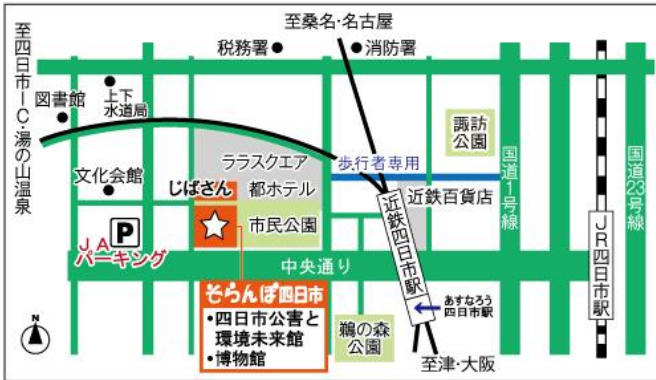 至桑名・名古屋
税務署
消防署
至四日市IC・湯の山温泉
図書館
上下
水道局
諏訪
公園
国道1号線
国道23号線
ララスクエア
歩行者専用
文化会館
じばさん
都ホテル
近鉄百貨店
P
市民公園
近鉄四日市駅
JR四日市駅
JA
パーキング
中央通り
そらんぽ四日市
・四日市公害と
環境未来館
・博物館
あすなろう
四日市駅
鵜の森
公園
N
至津・大阪